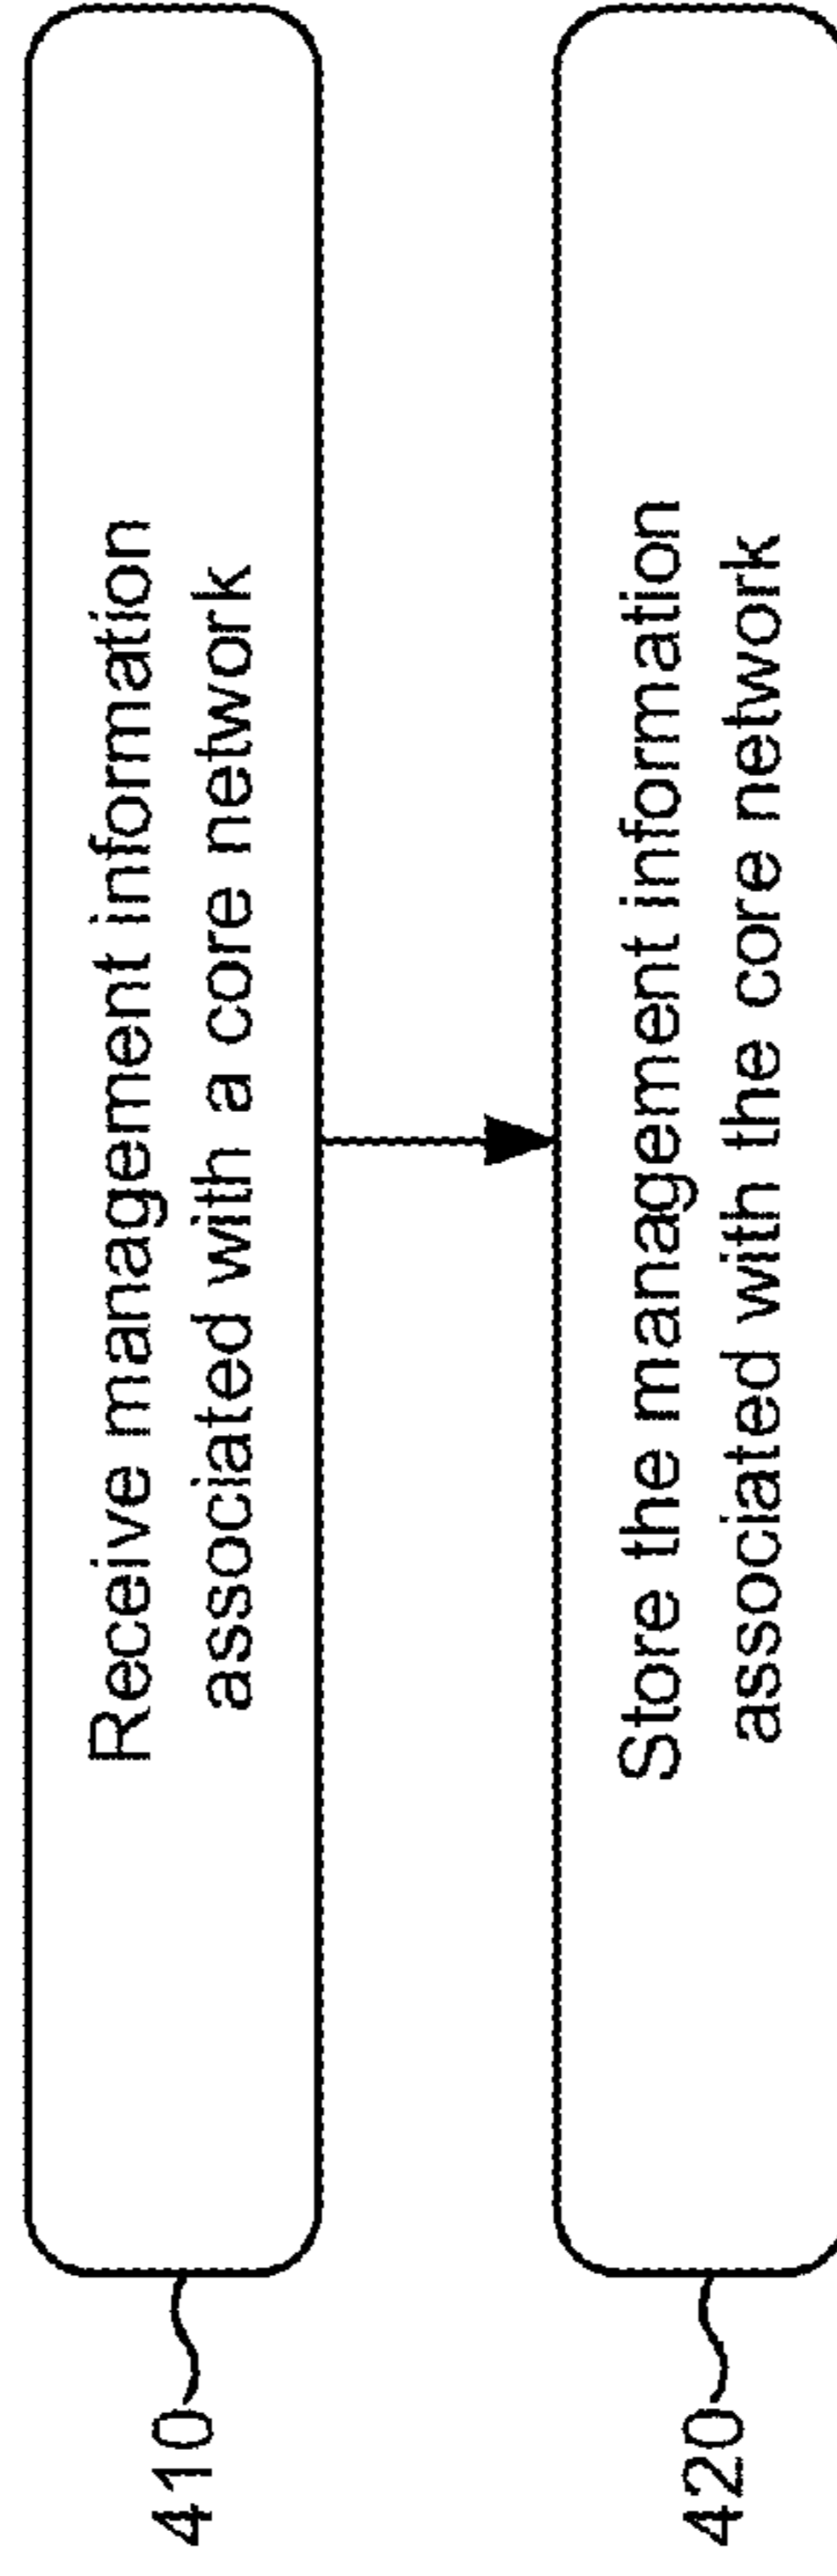 410
Receive management information
associated with a core network
420
Store the management information
associated with the core network